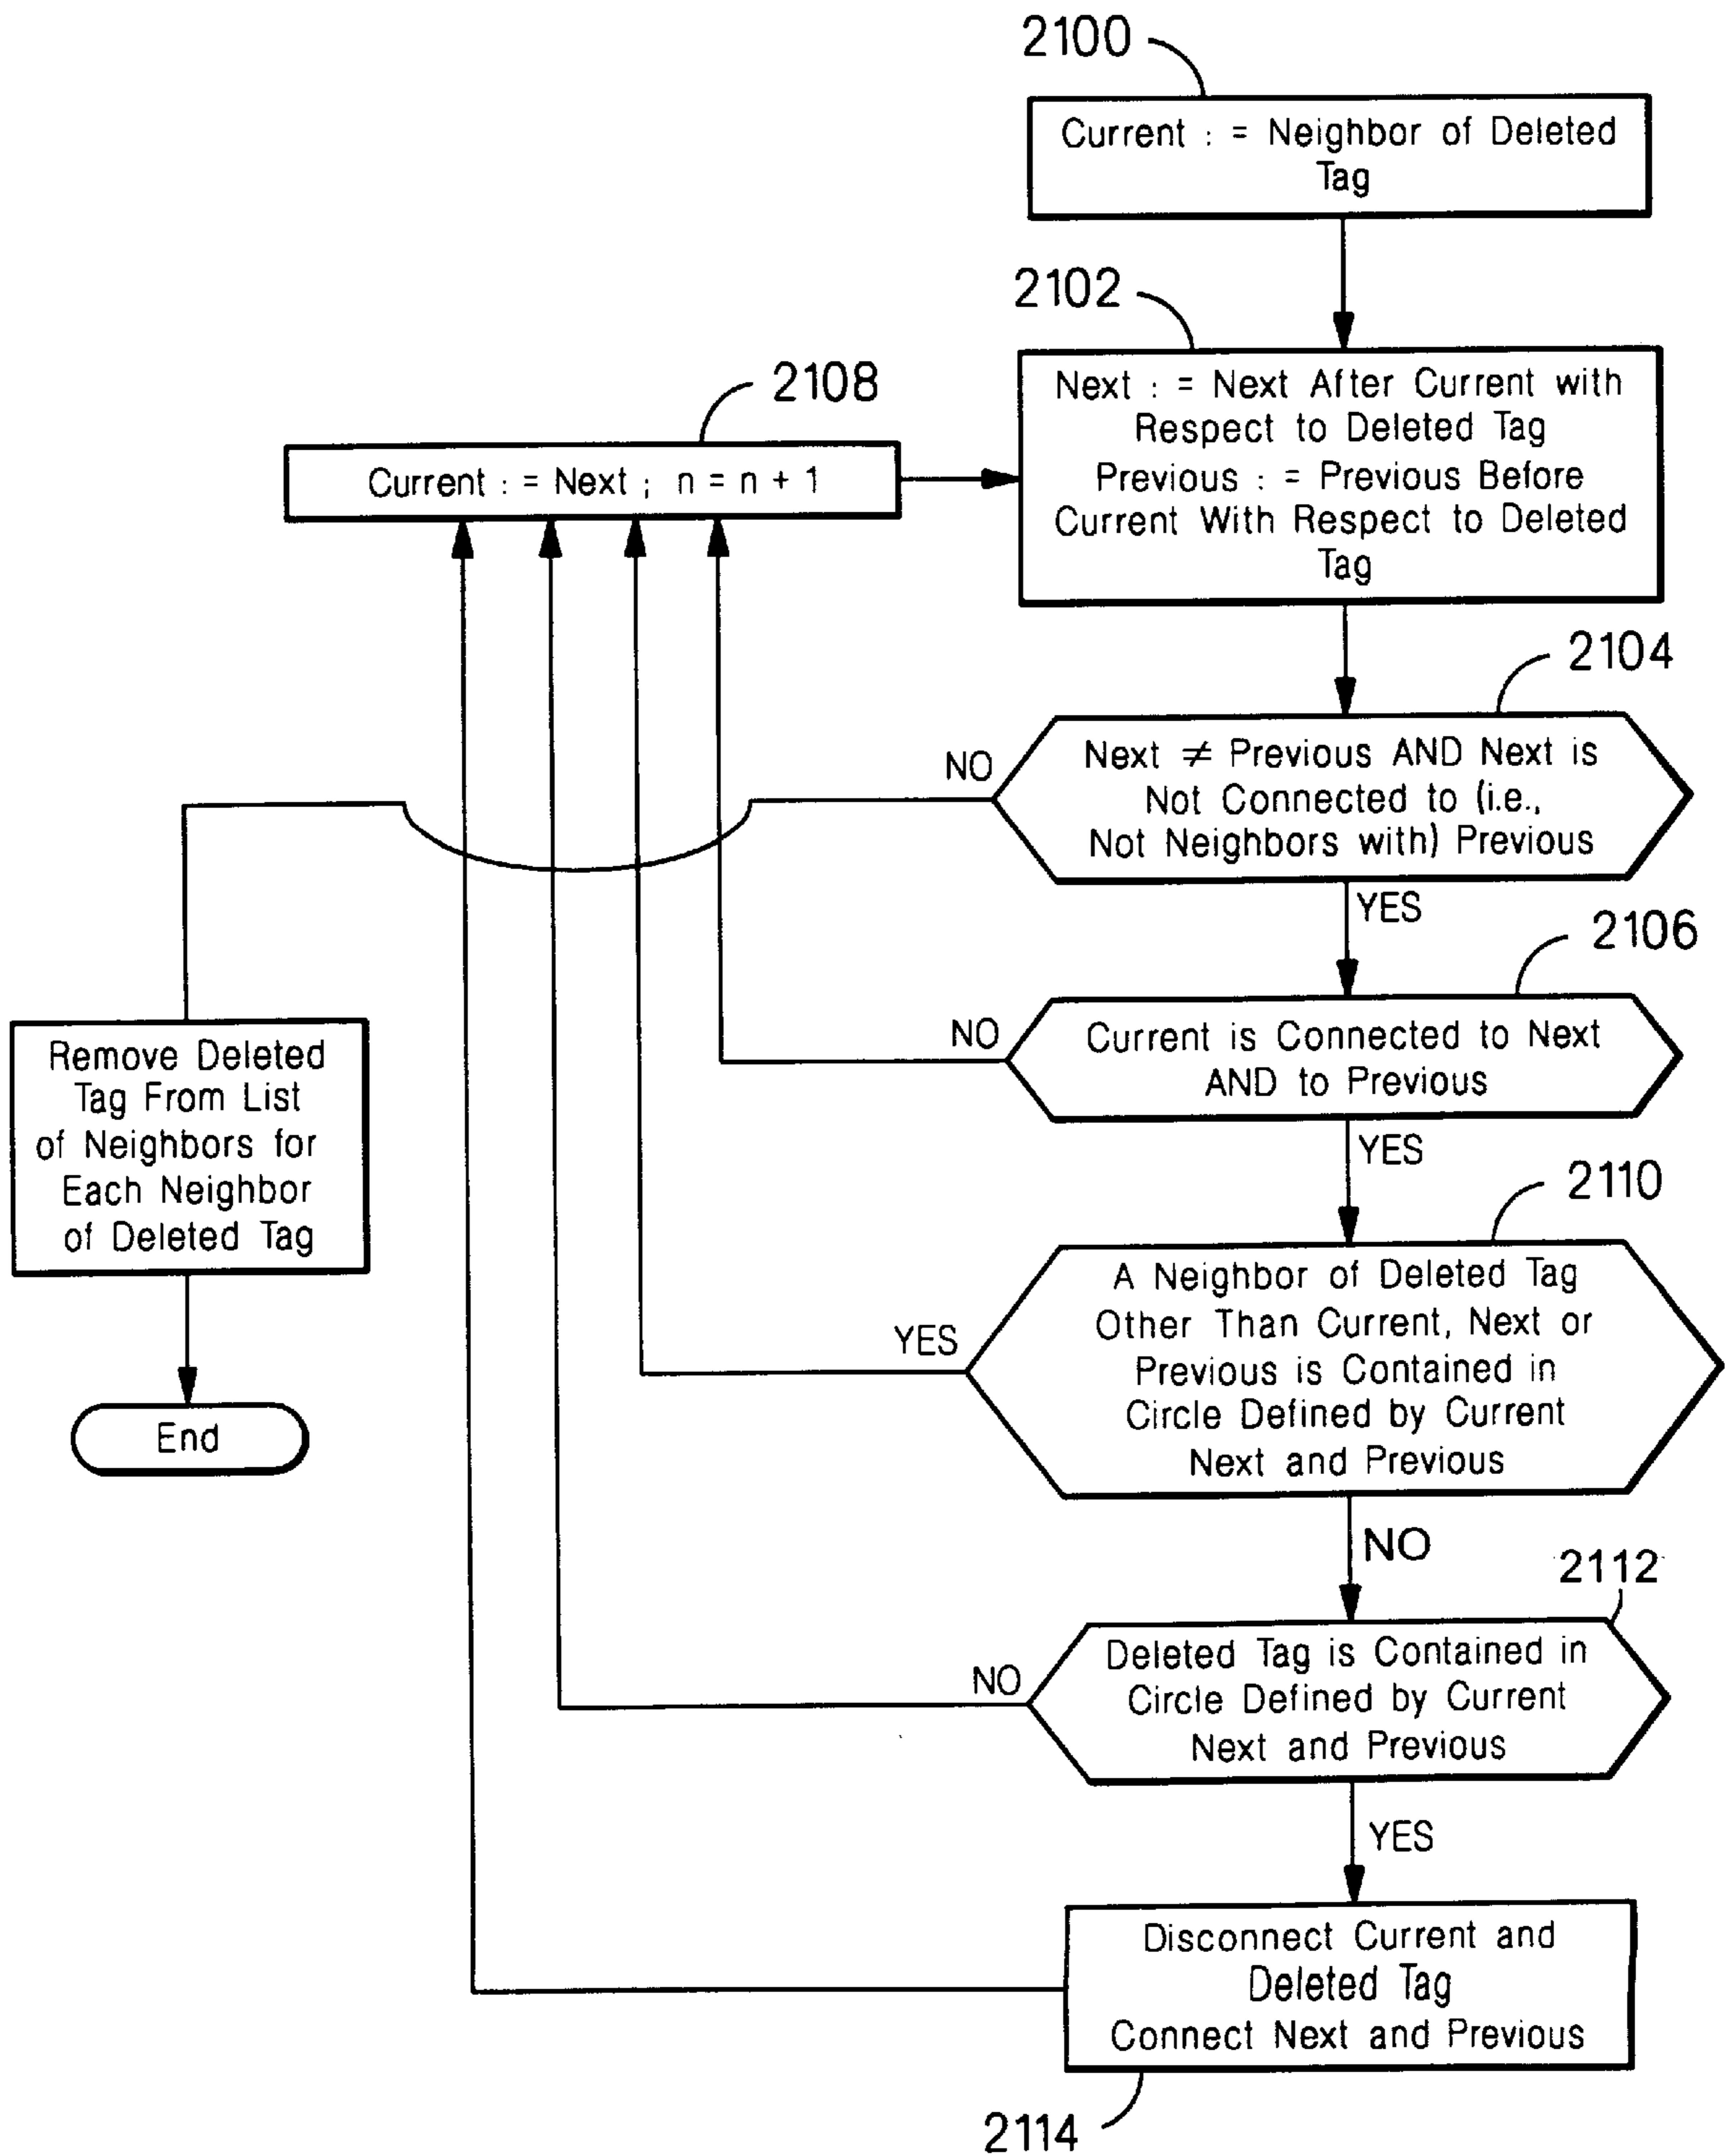 2100
Current : = Neighbor of Deleted
Tag
2102
Next : = Next After Current with
Respect to Deleted Tag
Previous : = Previous Before
Current With Respect to Deleted
Tag
2108
Current : = Next ; n = n + 1
2104
Next ≠ Previous AND Next is
Not Connected to (i.e.,
Not Neighbors with) Previous
NO
YES
2106
Current is Connected to Next
AND to Previous
NO
YES
Remove Deleted
Tag From List
of Neighbors for
Each Neighbor
of Deleted Tag
End
2110
A Neighbor of Deleted Tag
Other Than Current, Next or
Previous is Contained in
Circle Defined by Current
Next and Previous
YES
NO
2112
Deleted Tag is Contained in
Circle Defined by Current
Next and Previous
NO
YES
Disconnect Current and
Deleted Tag
Connect Next and Previous
2114